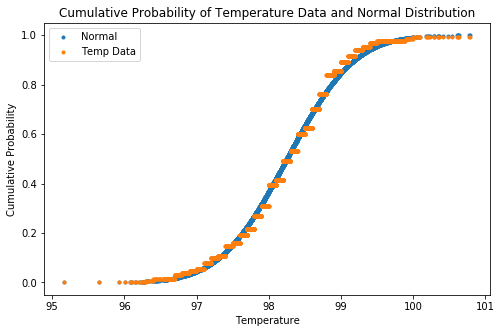 Cumulative Probability of Temperature Data and Normal Distribution
Normal
Temp Data
Cumulative Probability
1.0
0.8
0.6
0.4
0.2
0.0
95 96 97 98 99 100 101
Temperature